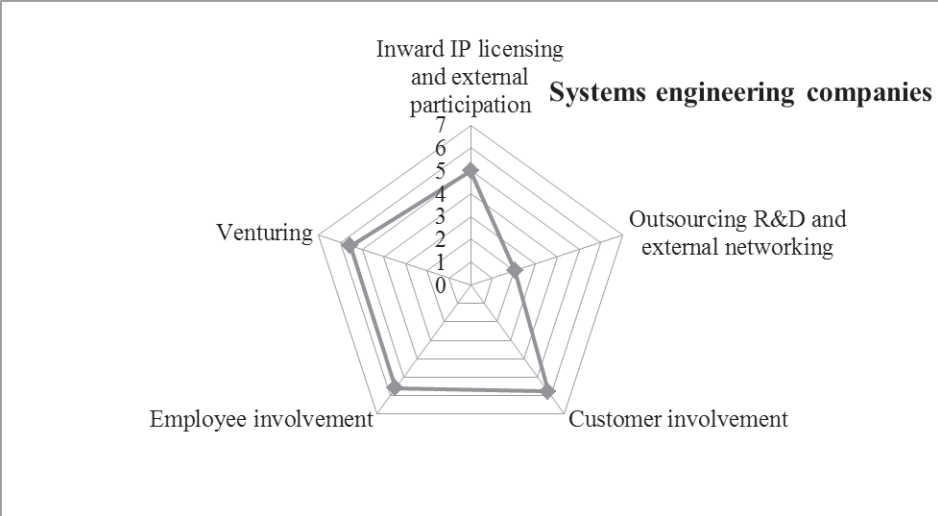 Inward IP licensing
and external
participation
Systems engineering companies
7
6
5
4
3
2
1
0
Outsourcing R&D and
external networking
Venturing
Employee involvement
Customer involvement